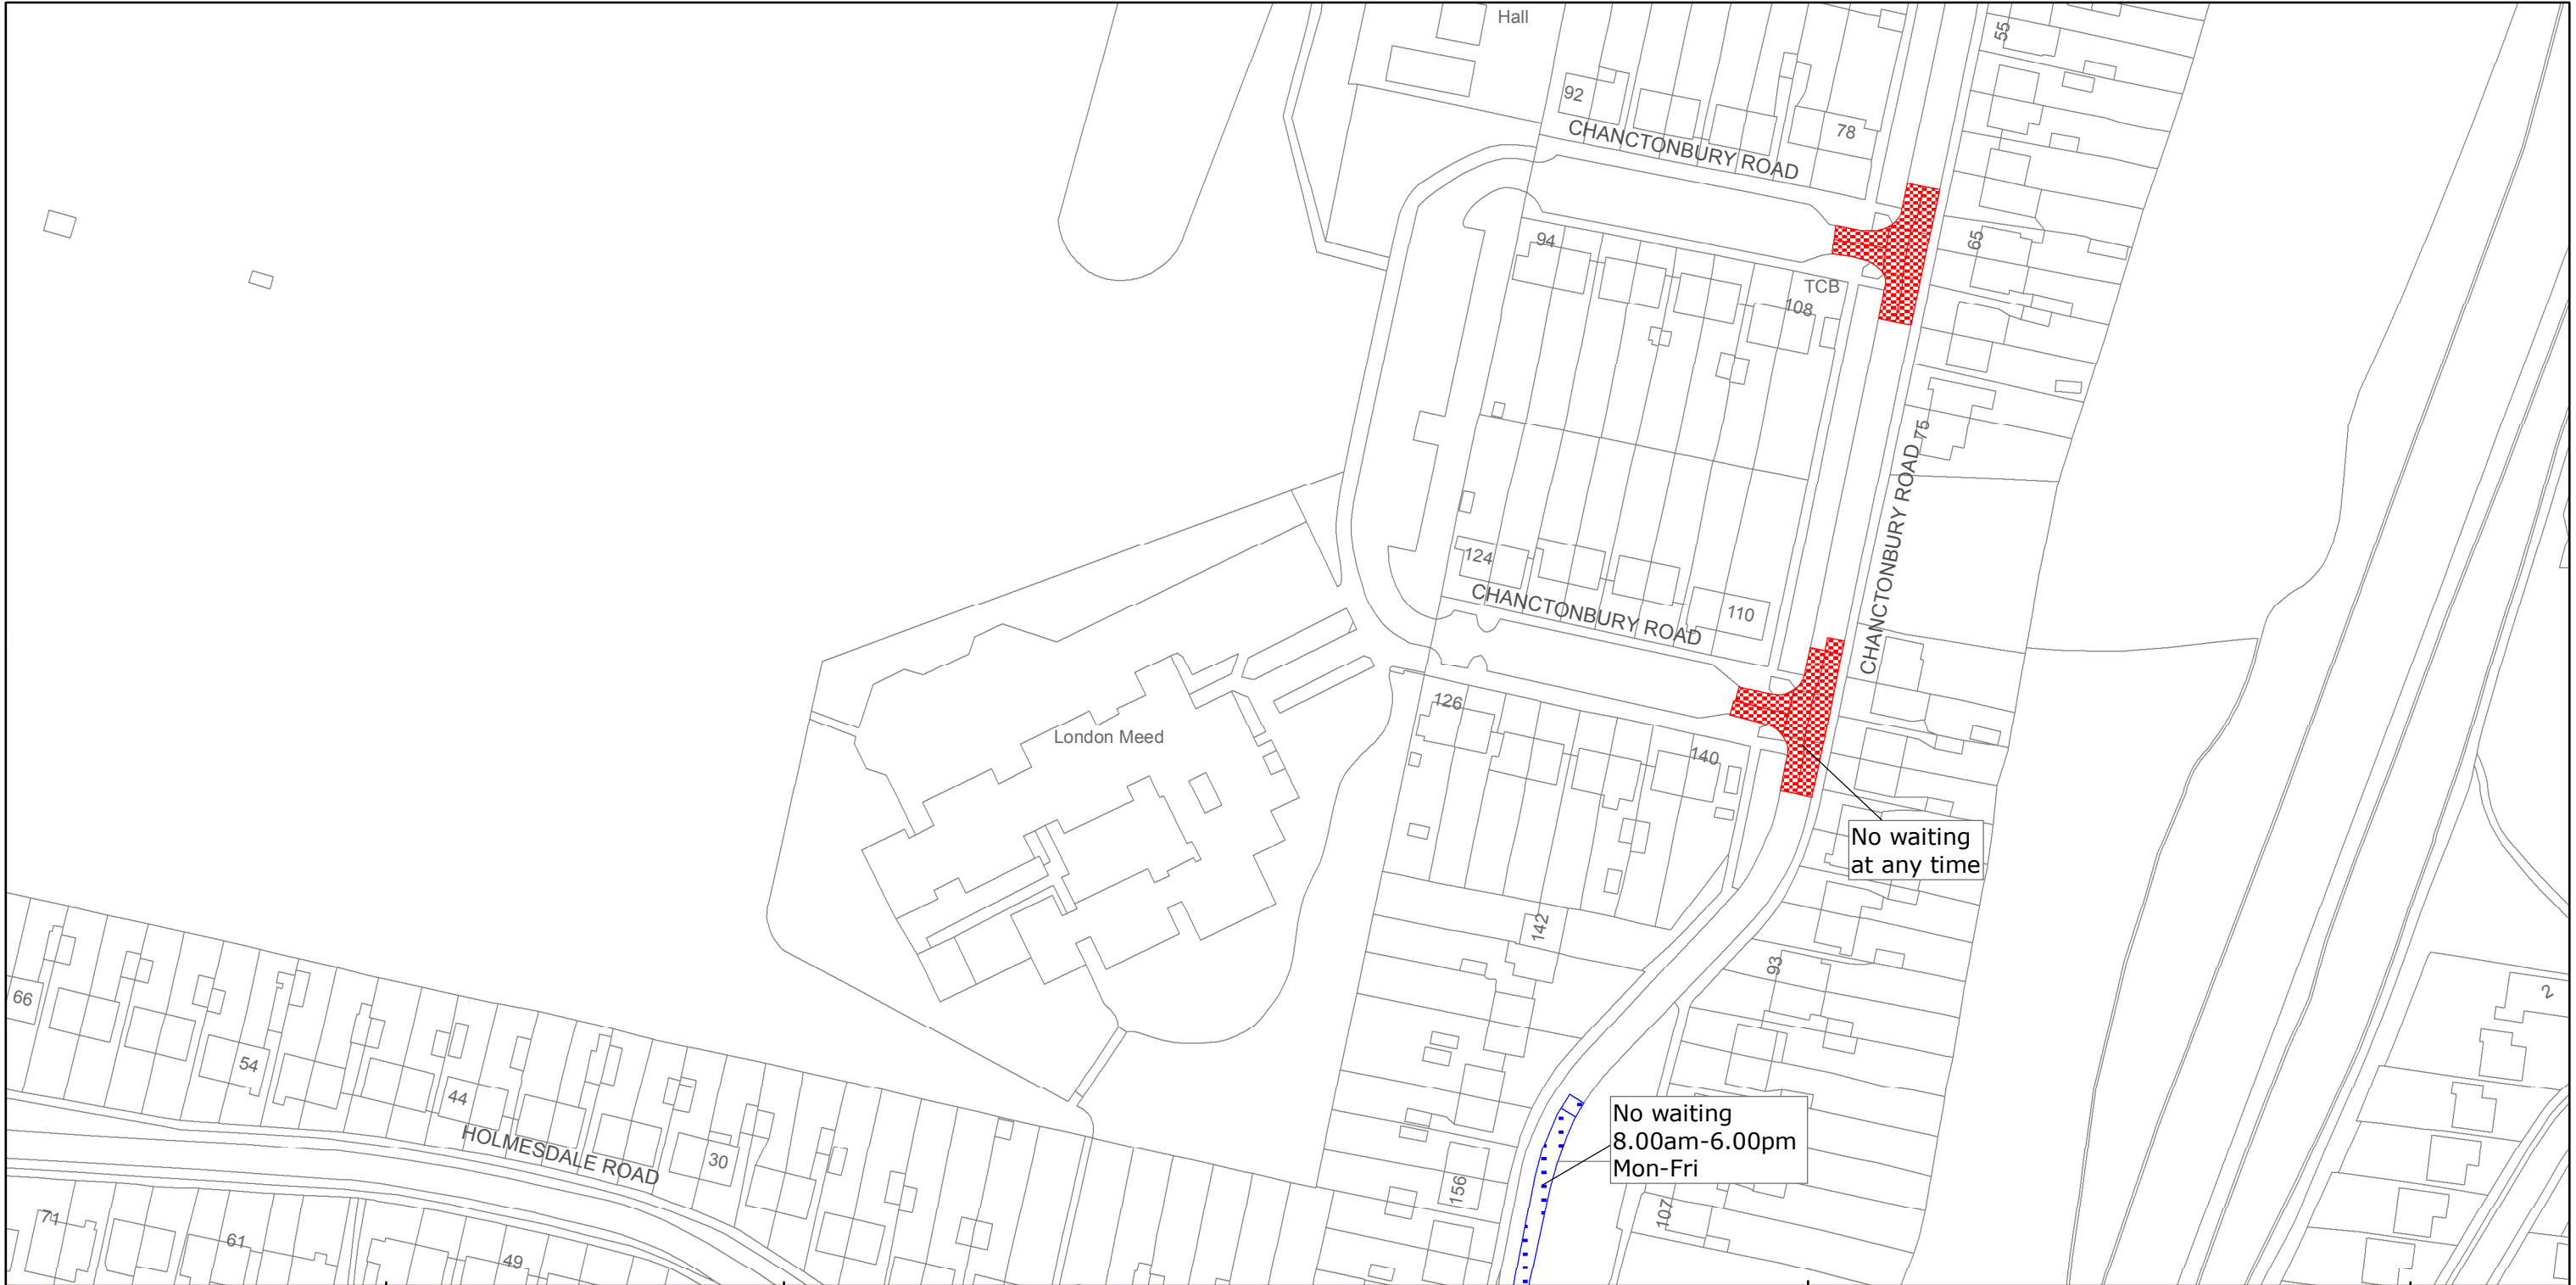 Hall
55
92
CHANCTONBURY ROAD
78
94
65
TCB
108
CHANCTONBURY ROAD
75
124
CHANCTONBURY ROAD
110
London Meed
126
140
No waiting
at any time
142
93
66
2
54
44
No waiting
8.00am-6.00pm
Mon-Fri
HOLMESDALE ROAD
30
156
107
71
61
49